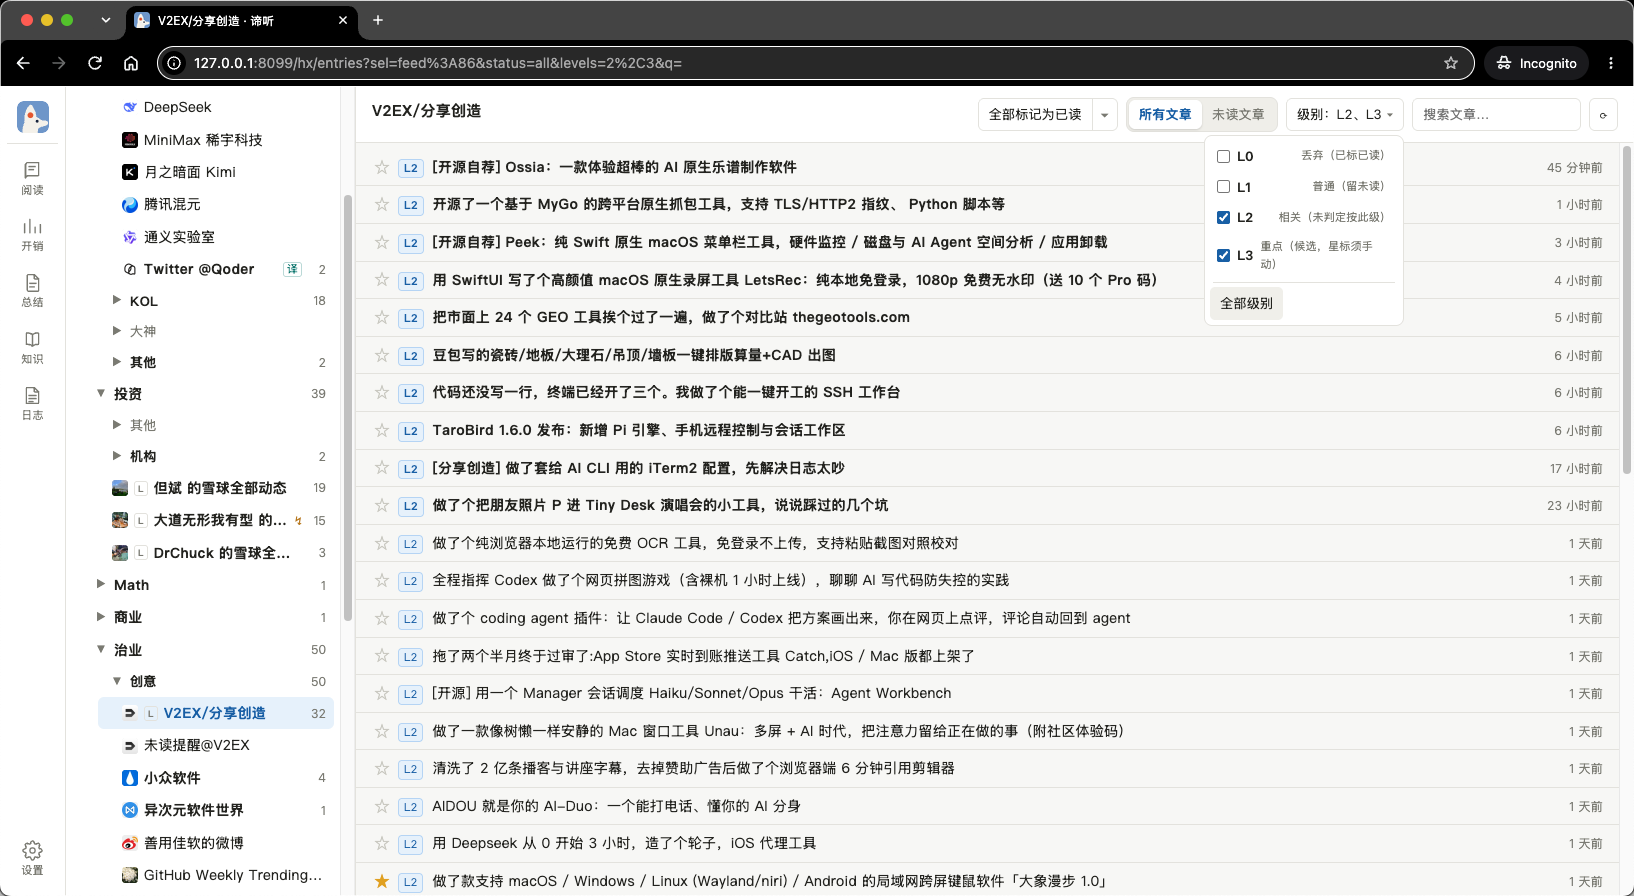 V2EX/分享创造 · 谛听
127.0.0.1:8099/hx/entries?sel=feed%3A86&status=all&levels=2%2C3&q=
Incognito
阅读
开销
总结
知识
日志
设置
DeepSeek
MiniMax 稀宇科技
月之暗面 Kimi
腾讯混元
通义实验室
Twitter @Qoder 译 2
KOL 18
大神
其他 2
投资 39
其他
机构 2
L 但斌 的雪球全部动态 19
L 大道无形我有型 的... 15
L DrChuck 的雪球全... 3
Math 1
商业 1
治业 50
创意 50
L V2EX/分享创造 32
未读提醒@V2EX
小众软件 4
异次元软件世界 1
善用佳软的微博
GitHub Weekly Trending...
V2EX/分享创造
全部标记为已读
所有文章 未读文章
级别：L2、L3
搜索文章...
L0 丢弃（已标已读）
L1 普通（留未读）
L2 相关（未判定按此级）
L3 重点（候选，星标须手
动）
全部级别
L2 [开源自荐] Ossia：一款体验超棒的 AI 原生乐谱制作软件 45 分钟前
L2 开源了一个基于 MyGo 的跨平台原生抓包工具，支持 TLS/HTTP2 指纹、 Python 脚本等 1 小时前
L2 [开源自荐] Peek：纯 Swift 原生 macOS 菜单栏工具，硬件监控 / 磁盘与 AI Agent 空间分析 / 应用卸载 3 小时前
L2 用 SwiftUI 写了个高颜值 macOS 原生录屏工具 LetsRec：纯本地免登录，1080p 免费无水印（送 10 个 Pro 码） 4 小时前
L2 把市面上 24 个 GEO 工具挨个过了一遍，做了个对比站 thegeotools.com 5 小时前
L2 豆包写的瓷砖/地板/大理石/吊顶/墙板一键排版算量+CAD 出图 6 小时前
L2 代码还没写一行，终端已经开了三个。我做了个能一键开工的 SSH 工作台 6 小时前
L2 TaroBird 1.6.0 发布：新增 Pi 引擎、手机远程控制与会话工作区 6 小时前
L2 [分享创造] 做了套给 AI CLI 用的 iTerm2 配置，先解决日志太吵 17 小时前
L2 做了个把朋友照片 P 进 Tiny Desk 演唱会的小工具，说说踩过的几个坑 23 小时前
L2 做了个纯浏览器本地运行的免费 OCR 工具，免登录不上传，支持粘贴截图对照校对 1 天前
L2 全程指挥 Codex 做了个网页拼图游戏（含裸机 1 小时上线），聊聊 AI 写代码防失控的实践 1 天前
L2 做了个 coding agent 插件：让 Claude Code / Codex 把方案画出来，你在网页上点评，评论自动回到 agent 1 天前
L2 拖了两个半月终于过审了:App Store 实时到账推送工具 Catch,iOS / Mac 版都上架了 1 天前
L2 [开源] 用一个 Manager 会话调度 Haiku/Sonnet/Opus 干活：Agent Workbench 1 天前
L2 做了一款像树懒一样安静的 Mac 窗口工具 Unau：多屏 + AI 时代，把注意力留给正在做的事（附社区体验码） 1 天前
L2 清洗了 2 亿条播客与讲座字幕，去掉赞助广告后做了个浏览器端 6 分钟引用剪辑器 1 天前
L2 AIDOU 就是你的 AI-Duo：一个能打电话、懂你的 AI 分身 1 天前
L2 用 Deepseek 从 0 开始 3 小时，造了个轮子，iOS 代理工具 1 天前
L2 做了款支持 macOS / Windows / Linux (Wayland/niri) / Android 的局域网跨屏键鼠软件「大象漫步 1.0」 1 天前